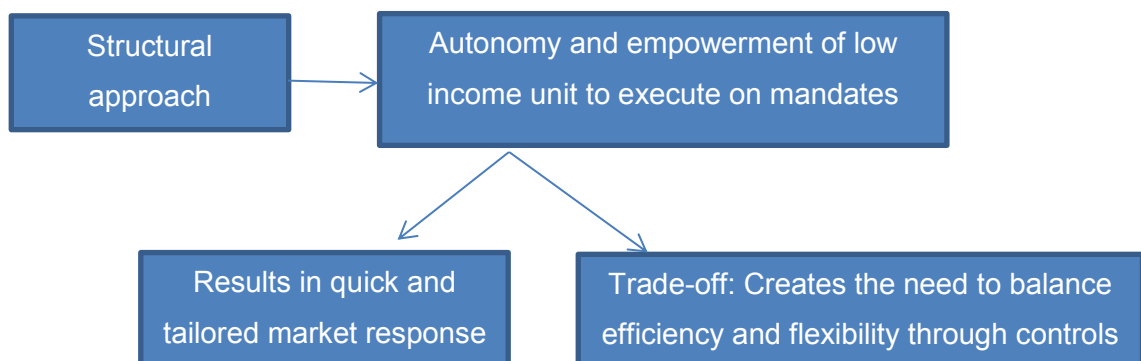 Structural
approach
Autonomy and empowerment of low
income unit to execute on mandates
Results in quick and
tailored market response
Trade-off: Creates the need to balance
efficiency and flexibility through controls